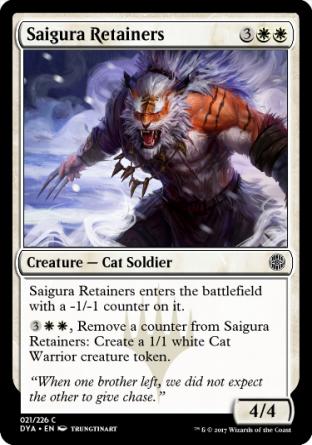 Saigura Retainers 3
Creature — Cat Soldier
Saigura Retainers enters the battlefield
with a -1/-1 counter on it.
3, Remove a counter from Saigura
Retainers: Create a 1/1 white Cat
Warrior creature token.
“When one brother left, we did not expect
the other to give chase.”
4/4
021/226 C
DYA • EN TRUNGTINART
™ & © 2017 Wizards of the Coast